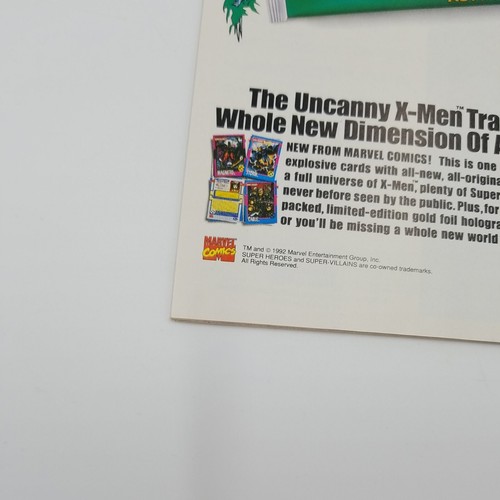 The Uncanny X-Men™ Tra
Whole New Dimension Of A
NEW FROM MARVEL COMICS! This is one
explosive cards with all-new, all-origin
a full universe of X-Men™, plenty of Super
never before seen by the public. Plus, for
packed, limited-edition gold foil hologra
or you'll be missing a whole new world
MARVEL
COMICS
TM and © 1992 Marvel Entertainment Group, Inc.
SUPER HEROES and SUPER-VILLAINS are co-owned trademarks.
All Rights Reserved.